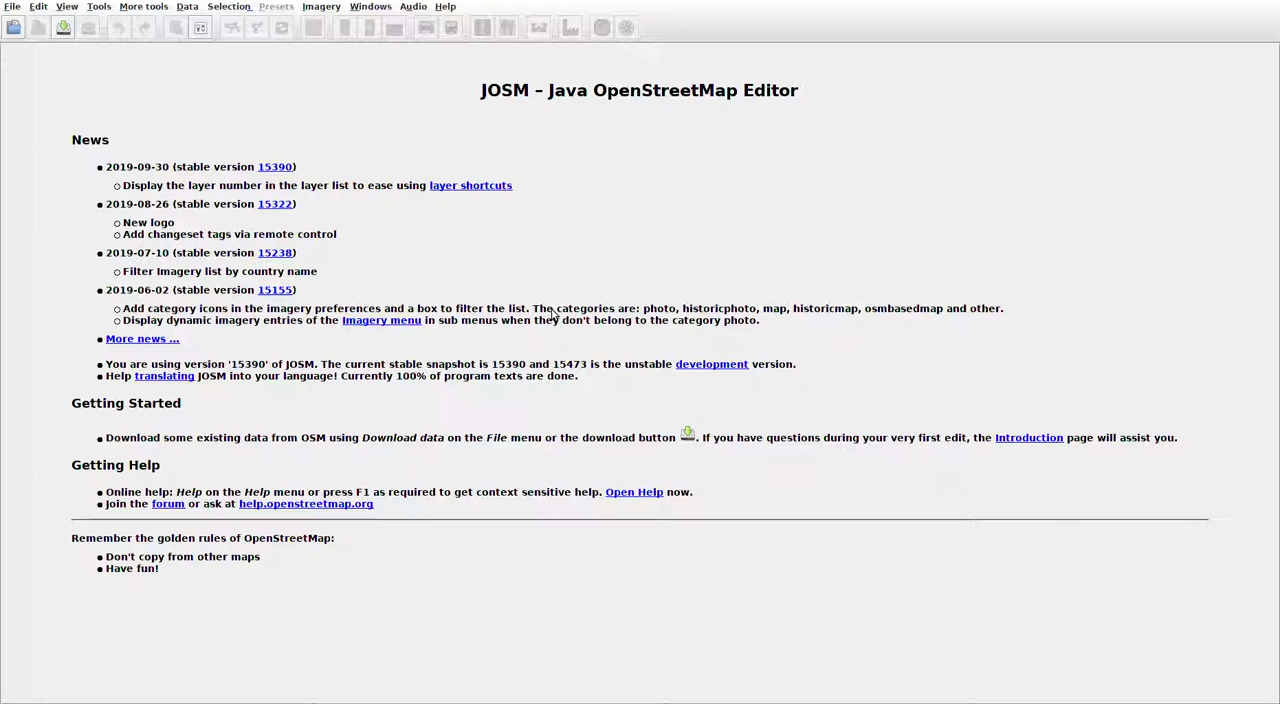 File Edit View Tools More tools Data Selection Presets Imagery Windows Audio Help
JOSM – Java OpenStreetMap Editor
News
2019-09-30 (stable version 15390)
Display the layer number in the layer list to ease using layer shortcuts
2019-08-26 (stable version 15322)
New logo
Add changeset tags via remote control
2019-07-10 (stable version 15238)
Filter Imagery list by country name
2019-06-02 (stable version 15155)
Add category icons in the imagery preferences and a box to filter the list. The categories are: photo, historicphoto, map, historicmap, osmbasedmap and other.
Display dynamic imagery entries of the Imagery menu in sub menus when they don't belong to the category photo.
More news ...
You are using version '15390' of JOSM. The current stable snapshot is 15390 and 15473 is the unstable development version.
Help translating JOSM into your language! Currently 100% of program texts are done.
Getting Started
Download some existing data from OSM using Download data on the File menu or the download button . If you have questions during your very first edit, the Introduction page will assist you.
Getting Help
Online help: Help on the Help menu or press F1 as required to get context sensitive help. Open Help now.
Join the forum or ask at help.openstreetmap.org
Remember the golden rules of OpenStreetMap:
Don't copy from other maps
Have fun!